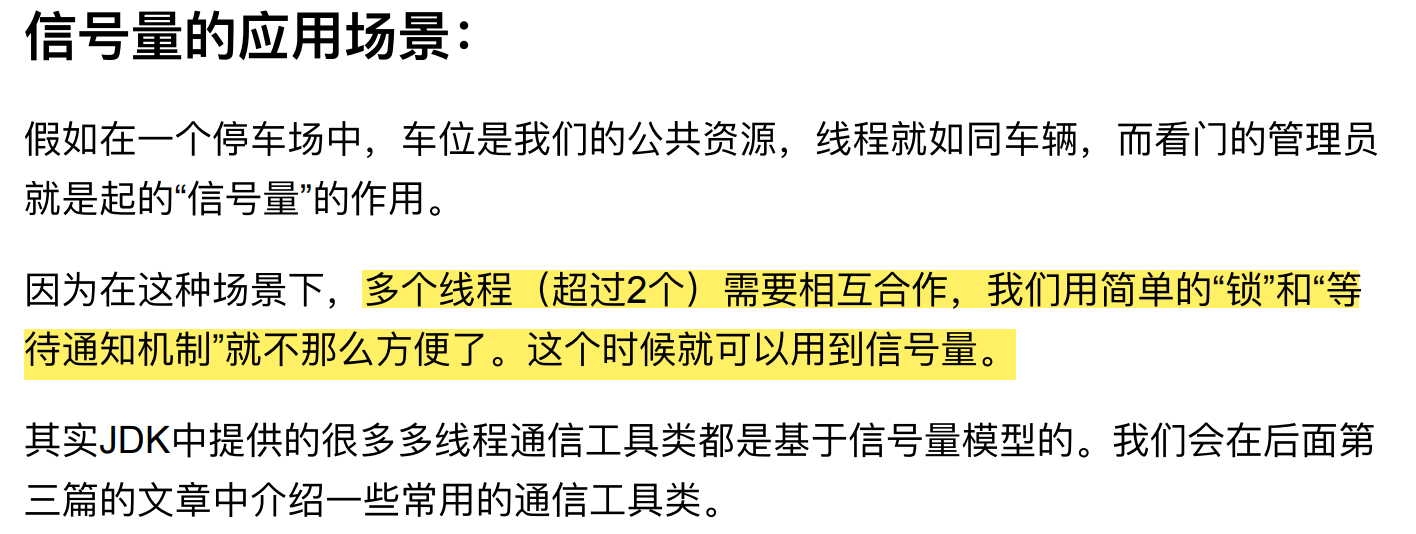 信号量的应用场景：
假如在一个停车场中，车位是我们的公共资源，线程就如同车辆，而看门的管理员
就是起的“信号量”的作用。
因为在这种场景下，多个线程（超过2个）需要相互合作，我们用简单的“锁”和“等
待通知机制”就不那么方便了。这个时候就可以用到信号量。
其实JDK中提供的很多多线程通信工具类都是基于信号量模型的。我们会在后面第
三篇的文章中介绍一些常用的通信工具类。